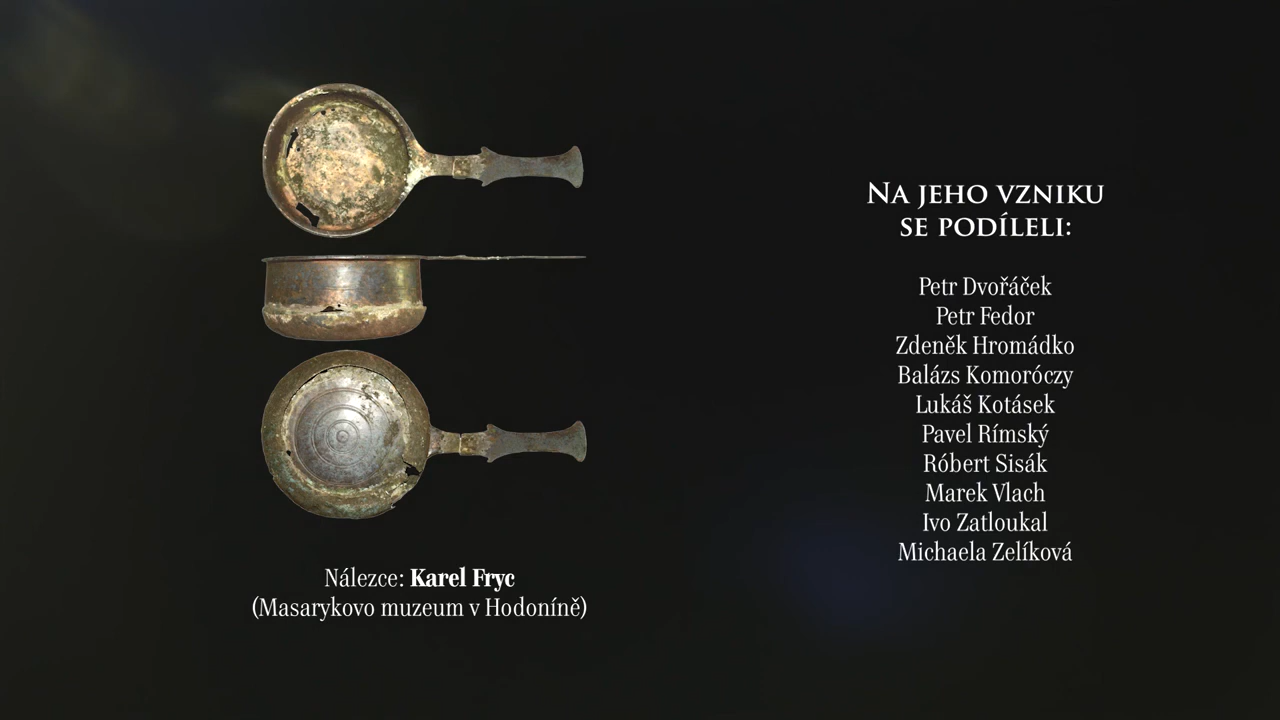 Na jeho vzniku
se podíleli:
Petr Dvořáček
Petr Fedor
Zdeněk Hromádko
Balázs Komoróczy
Lukáš Kotásek
Pavel Rímský
Róbert Sisák
Marek Vlach
Ivo Zatloukal
Michaela Zelíková
Nálezce: Karel Fryc
(Masarykovo muzeum v Hodoníně)